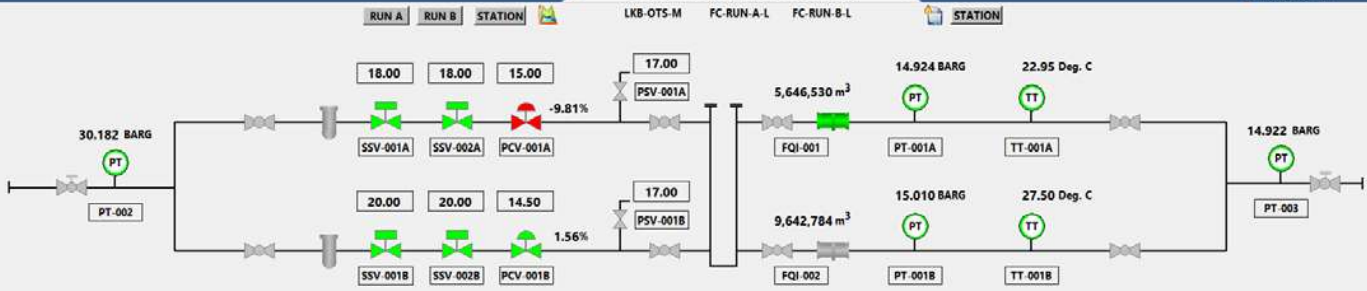 RUN A RUN B STATION LKB-OTS-M FC-RUN-A-L FC-RUN-B-L STATION
18.00 18.00 15.00 17.00
-9.81% PSV-001A 5,646,530 m³ 14.924 BARG 22.95 Deg. C
PT TT
30.182 BARG
PT
PT-002
SSV-001A SSV-002A PCV-001A FQI-001 PT-001A TT-001A
14.922 BARG
PT
PT-003
20.00 20.00 14.50 17.00
1.56% PSV-001B 9,642,784 m³ 15.010 BARG 27.50 Deg. C
PT TT
SSV-001B SSV-002B PCV-001B FQI-002 PT-001B TT-001B